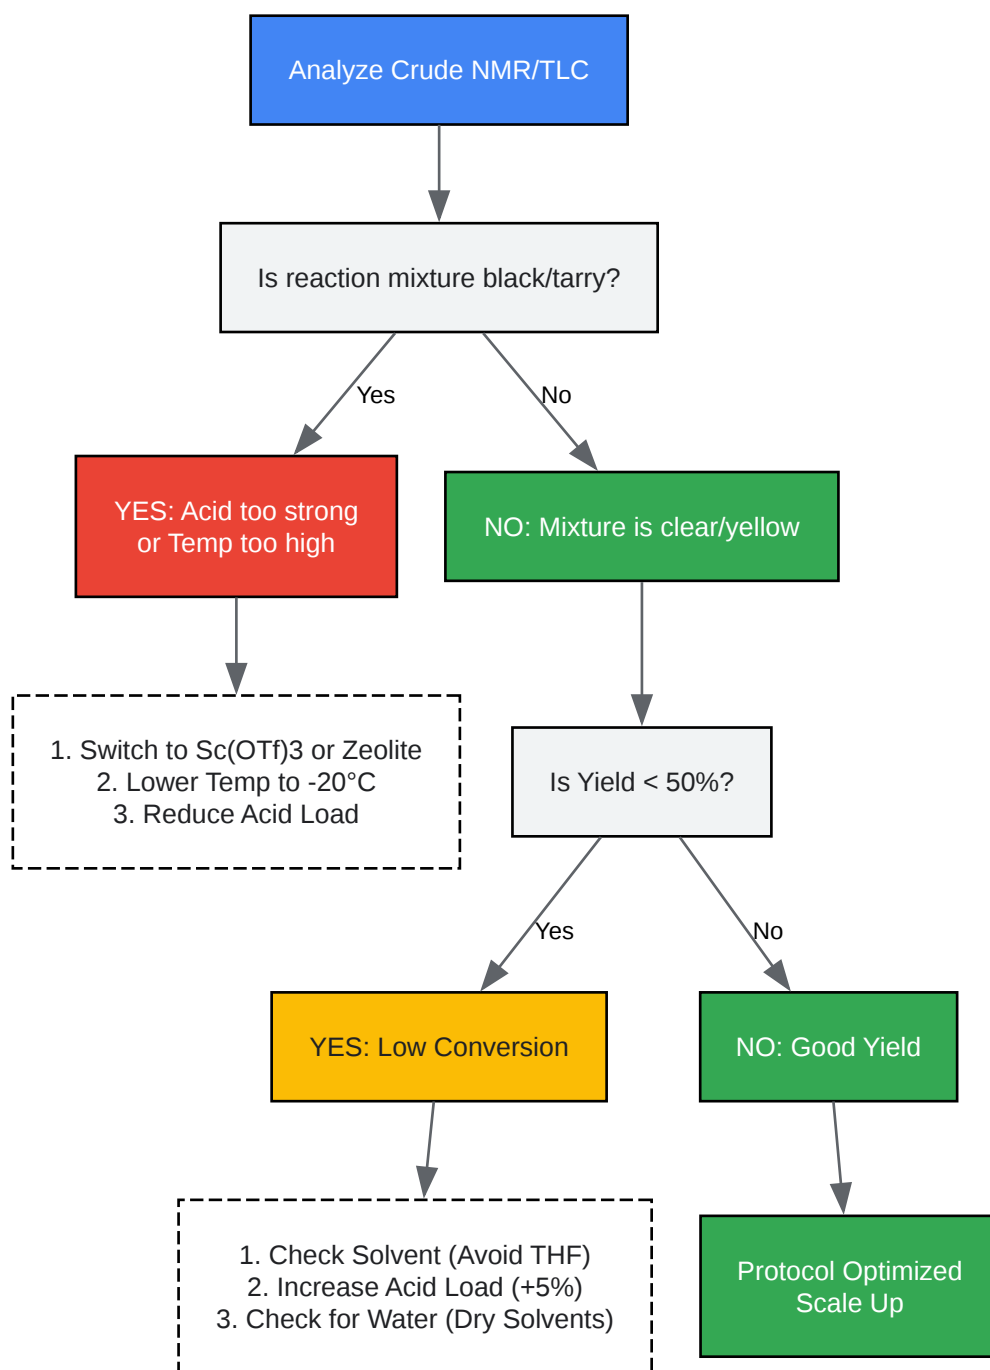 Analyze Crude NMR/TLC
Is reaction mixture black/tarry?
Yes
No
YES: Acid too strong
or Temp too high
NO: Mixture is clear/yellow
1. Switch to Sc(OTf)3 or Zeolite
2. Lower Temp to -20°C
3. Reduce Acid Load
Is Yield < 50%?
Yes
No
YES: Low Conversion
NO: Good Yield
1. Check Solvent (Avoid THF)
2. Increase Acid Load (+5%)
3. Check for Water (Dry Solvents)
Protocol Optimized
Scale Up